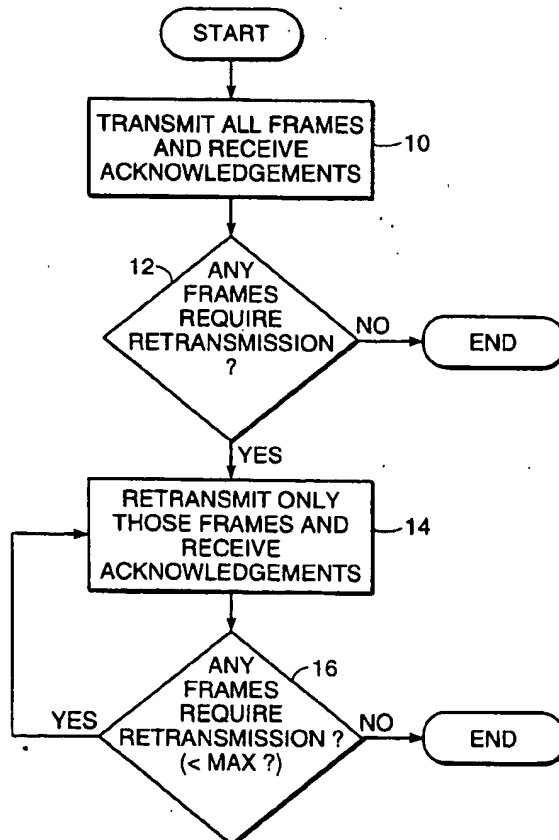 START
TRANSMIT ALL FRAMES
AND RECEIVE
ACKNOWLEDGEMENTS
10
12
ANY
FRAMES
REQUIRE
RETRANSMISSION
?
NO
END
YES
RETRANSMIT ONLY
THOSE FRAMES AND
RECEIVE
ACKNOWLEDGEMENTS
14
16
ANY
FRAMES
REQUIRE
RETRANSMISSION ?
(< MAX ?)
YES
NO
END